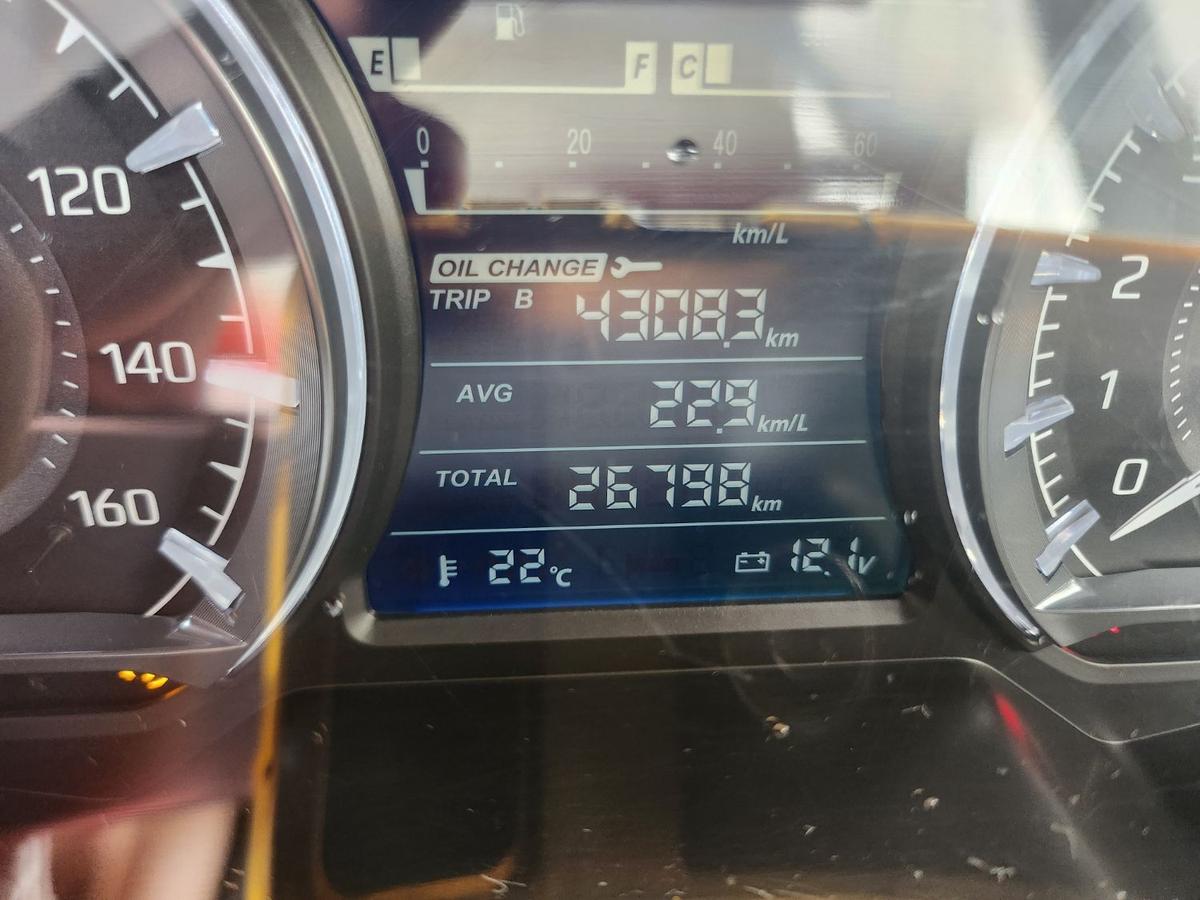 E F C
0 20 40 60
km/L
OIL CHANGE
TRIP B 4308.3 km
AVG 22.9 km/L
TOTAL 26798 km
22 °C 12.1 V
120
140
160
2
1
0